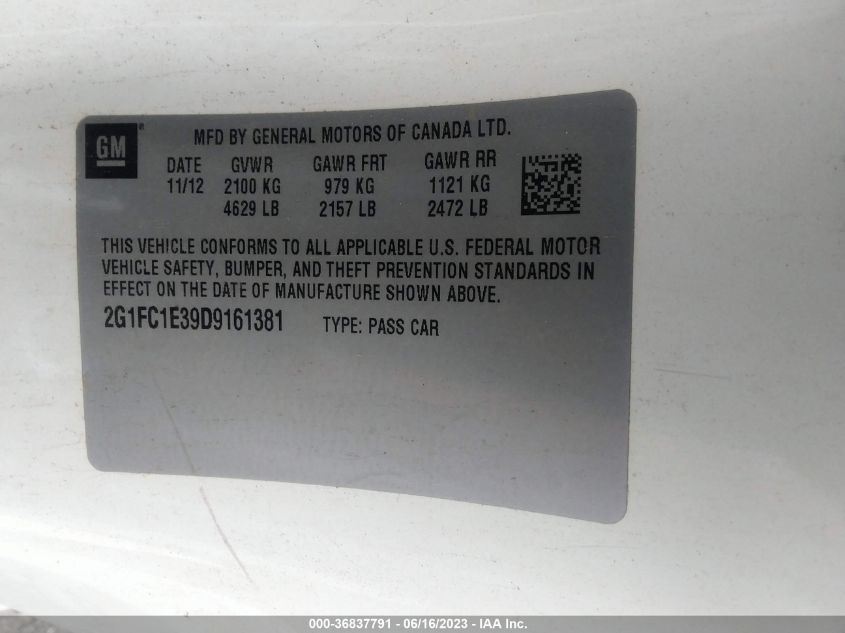 GM®
MFD BY GENERAL MOTORS OF CANADA LTD.
DATE GVWR GAWR FRT GAWR RR
11/12 2100 KG 979 KG 1121 KG
4629 LB 2157 LB 2472 LB
THIS VEHICLE CONFORMS TO ALL APPLICABLE U.S. FEDERAL MOTOR
VEHICLE SAFETY, BUMPER, AND THEFT PREVENTION STANDARDS IN
EFFECT ON THE DATE OF MANUFACTURE SHOWN ABOVE.
2G1FC1E39D9161381 TYPE: PASS CAR
000-36837791 - 06/16/2023 - IAA Inc.